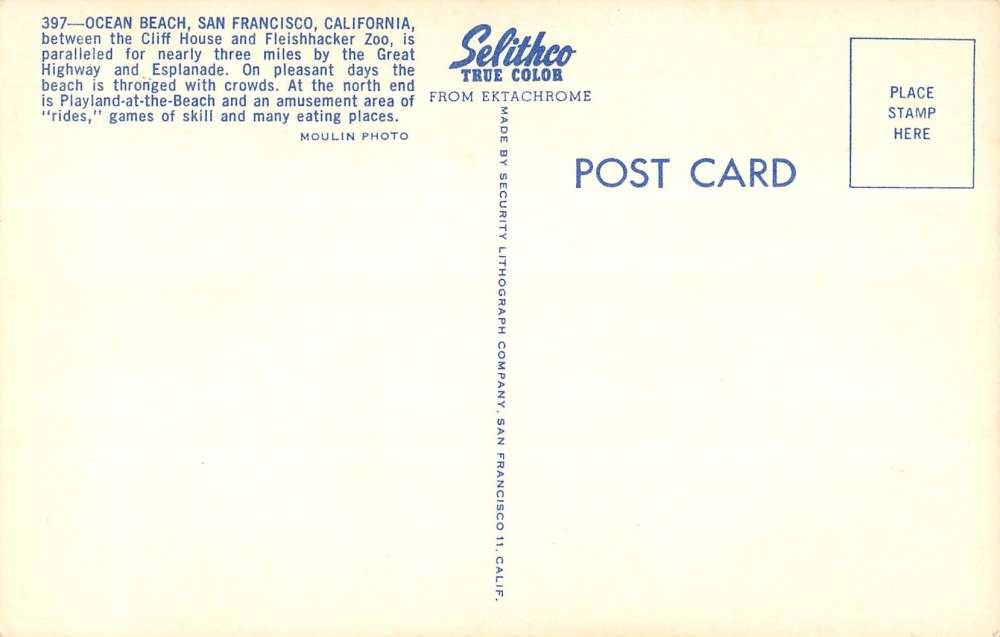 397—OCEAN BEACH, SAN FRANCISCO, CALIFORNIA,
between the Cliff House and Fleishhacker Zoo, is
paralleled for nearly three miles by the Great
Highway and Esplanade. On pleasant days the
beach is thronged with crowds. At the north end
is Playland-at-the-Beach and an amusement area of
"rides," games of skill and many eating places.
MOULIN PHOTO
Selithco
TRUE COLOR
FROM EKTACHROME
MADE BY SECURITY LITHOGRAPH COMPANY, SAN FRANCISCO 11, CALIF.
POST CARD
PLACE
STAMP
HERE